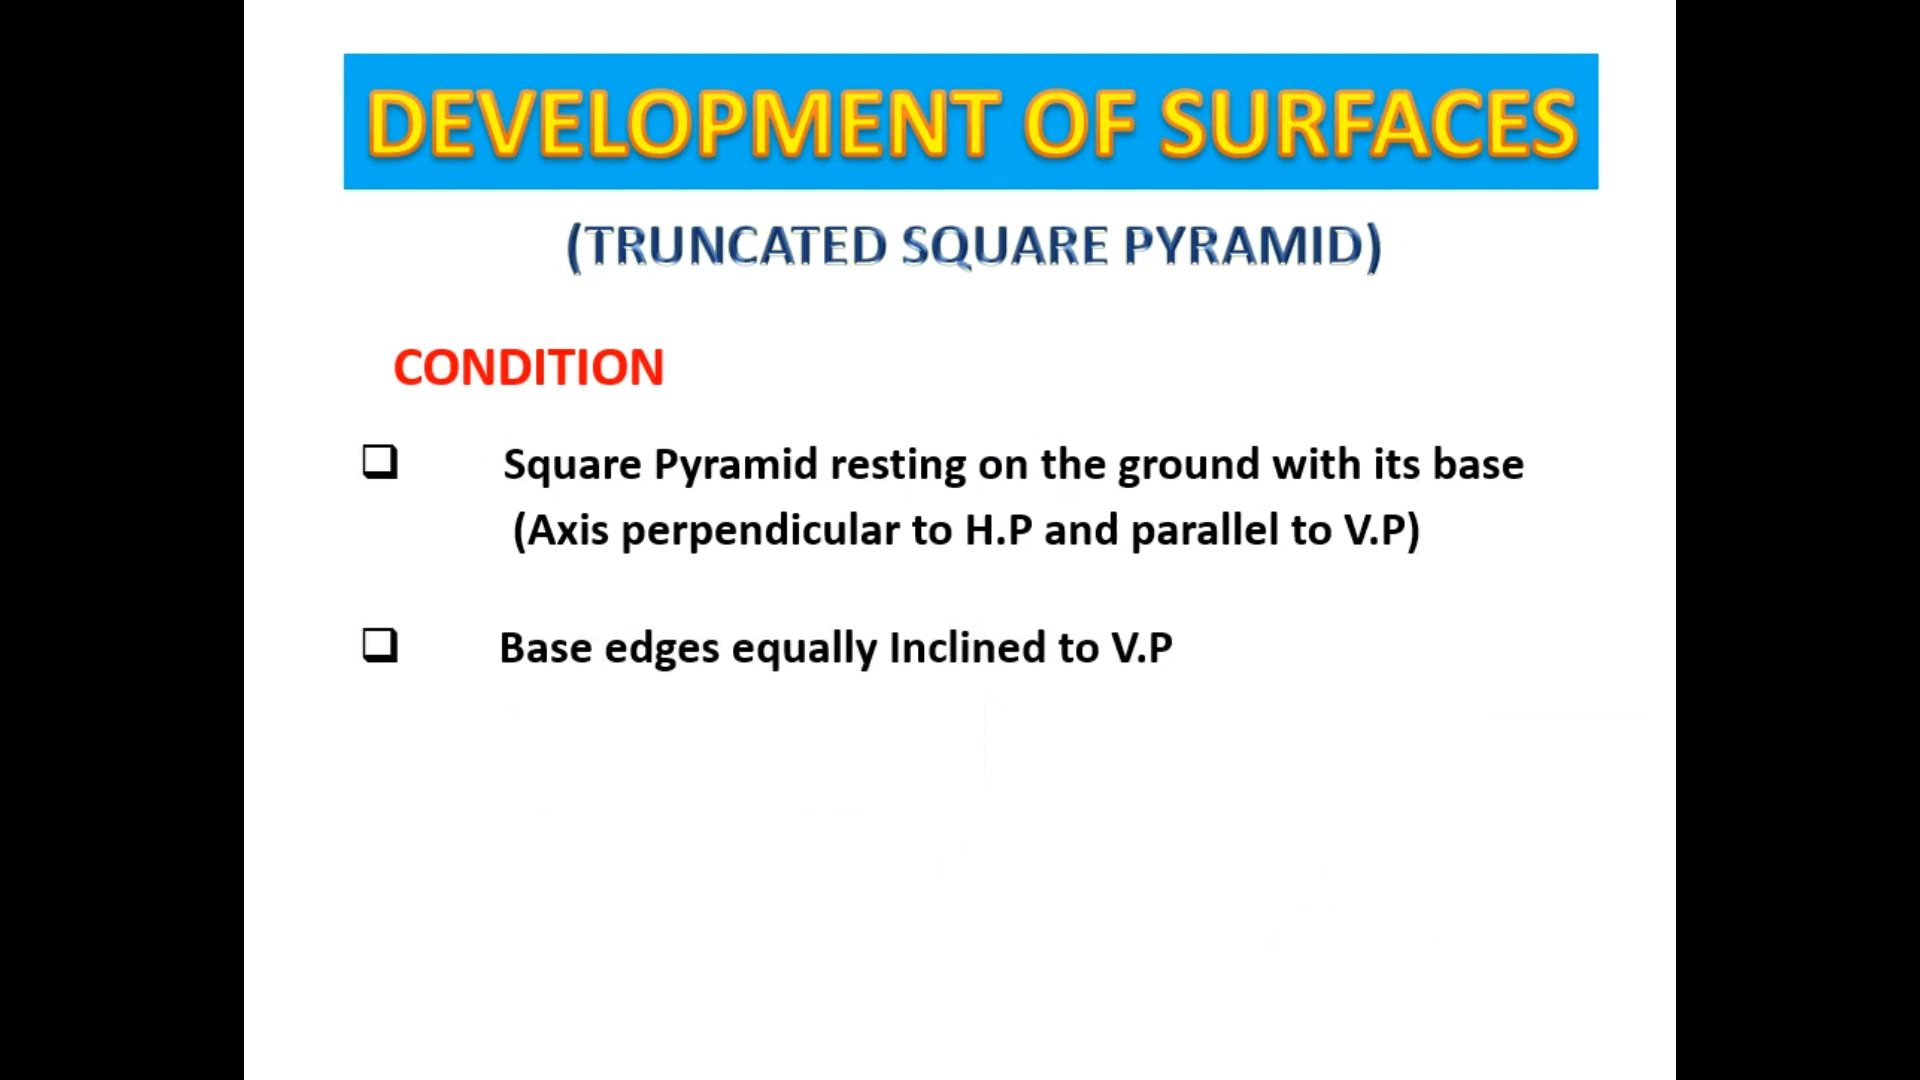 DEVELOPMENT OF SURFACES
(TRUNCATED SQUARE PYRAMID)
CONDITION
❑ Square Pyramid resting on the ground with its base
(Axis perpendicular to H.P and parallel to V.P)
❑ Base edges equally Inclined to V.P